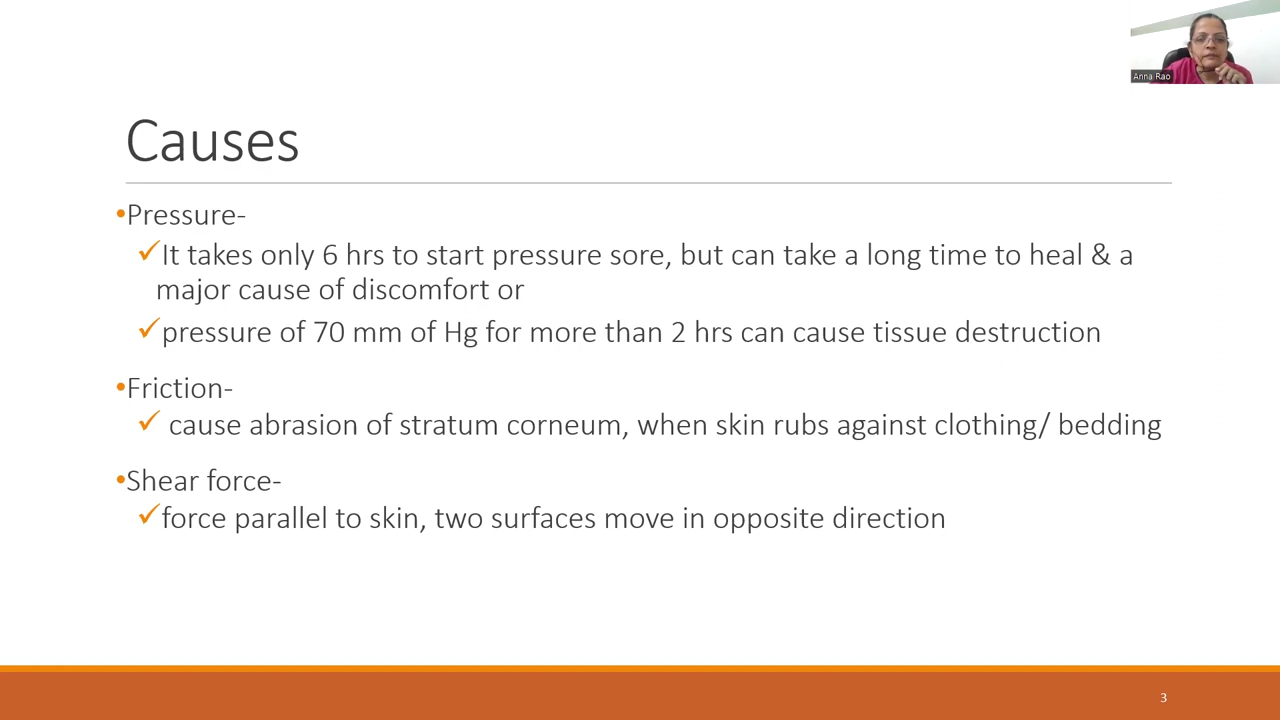 Anna Rao
Causes
•Pressure-
✓It takes only 6 hrs to start pressure sore, but can take a long time to heal & a
major cause of discomfort or
✓pressure of 70 mm of Hg for more than 2 hrs can cause tissue destruction
•Friction-
✓ cause abrasion of stratum corneum, when skin rubs against clothing/ bedding
•Shear force-
✓force parallel to skin, two surfaces move in opposite direction
3